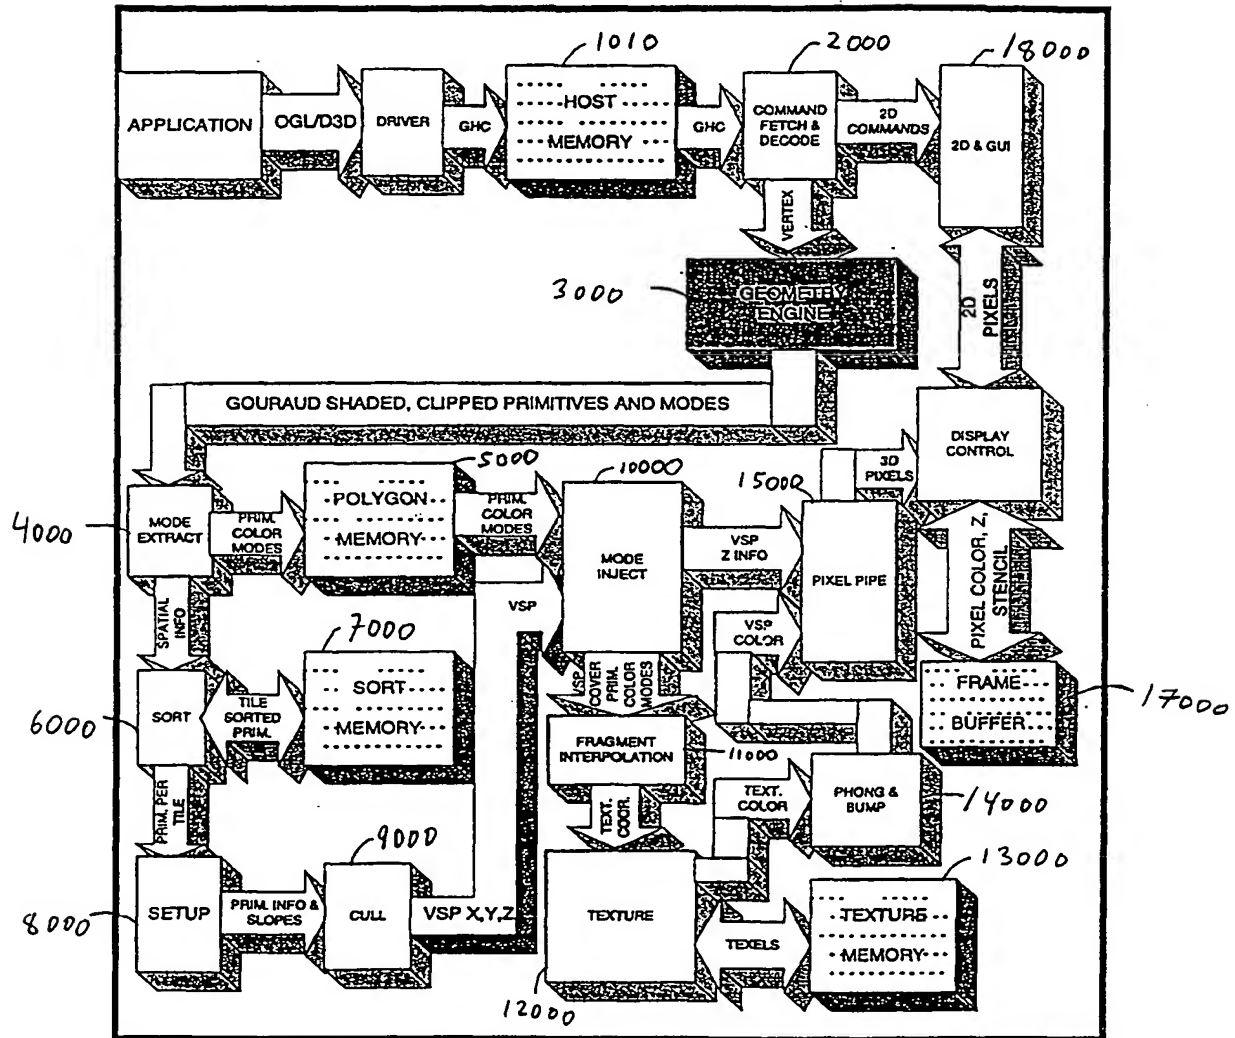 1010
2000
18000
APPLICATION
OGL/D3D
DRIVER
GHC
HOST
MEMORY
GHC
COMMAND
FETCH &
DECODE
2D
COMMANDS
2D & GUI
VERTEX
3000
GEOMETRY
ENGINE
2D
PIXELS
GOURAUD SHADED, CLIPPED PRIMITIVES AND MODES
DISPLAY
CONTROL
3D
PIXELS
5000
10000
15000
4000
MODE
EXTRACT
PRIM.
COLOR
MODES
POLYGON
MEMORY
PRIM.
COLOR
MODES
MODE
INJECT
VSP
Z INFO
PIXEL PIPE
PIXEL COLOR, Z,
STENCIL
SPATIAL
INFO
7000
VSP
VSP
COLOR
6000
SORT
TILE
SORTED
PRIM.
SORT
MEMORY
VSP
COVER
PRIM.
COLOR
MODES
FRAME
BUFFER
17000
FRAGMENT
INTERPOLATION
11000
PRIM. PER
TILE
TEXT.
COOR.
TEXT.
COLOR
PHONG &
BUMP
14000
9000
13000
8000
SETUP
PRIM. INFO &
SLOPES
CULL
VSP X,Y,Z
TEXTURE
TEXELS
TEXTURE
MEMORY
12000